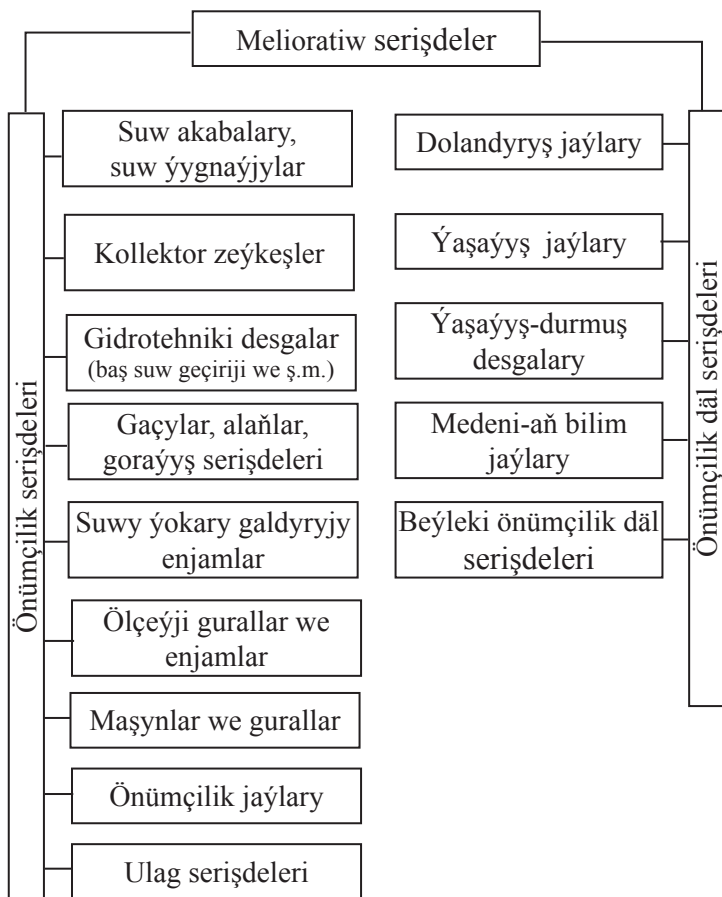 Melioratiw serişdeler
Önümçilik serişdeleri
Suw akabalary,
suw ýygnaýjylar
Kollektor zeýkeşler
Gidrotehniki desgalar
(baş suw geçiriji we ş.m.)
Gaçylar, alaňlar,
goraýyş serişdeleri
Suwy ýokary galdyryjy
enjamlar
Ölçeýji gurallar we
enjamlar
Maşynlar we gurallar
Önümçilik jaýlary
Ulag serişdeleri
Dolandyryş jaýlary
Ýaşaýyş jaýlary
Ýaşaýyş-durmuş
desgalary
Medeni-aň bilim
jaýlary
Beýleki önümçilik däl
serişdeleri
Önümçilik däl serişdeleri